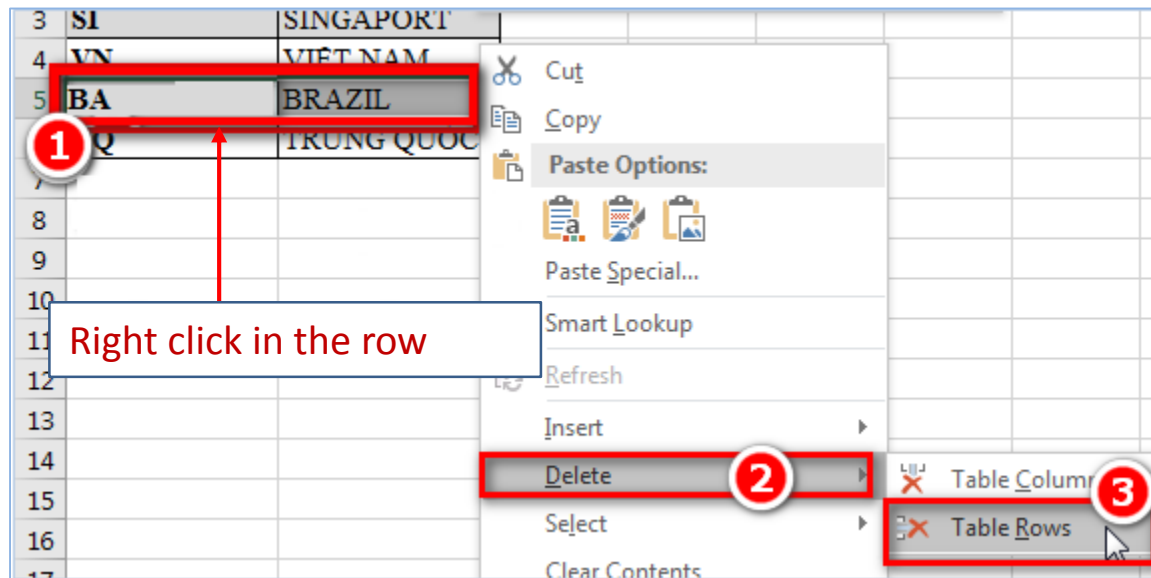 3 SI SINGAPORT
4 VN VIỆT NAM
5 BA BRAZIL
Q TRUNG QUOC
7
8
9
10
11
12
13
14
15
16
17
1
Right click in the row
Cut
Copy
Paste Options:
a
Paste Special...
Smart Lookup
Refresh
Insert
Delete 2
Select
Clear Contents
Table Colum 3
Table Rows